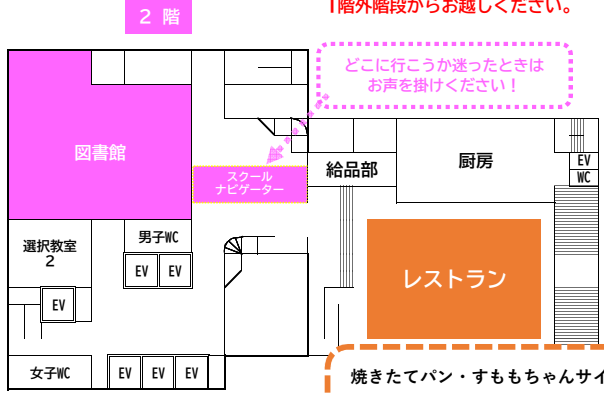 2 階
1階外階段からお越しください。
どこに行こうか迷ったときは
お声を掛けください！
図書館
スクール
ナビゲーター
給品部
厨房
EV
WC
選択教室
2
男子WC
EV
EV
EV
レストラン
女子WC
EV
EV
EV
焼きたてパン・すももちゃんサイ